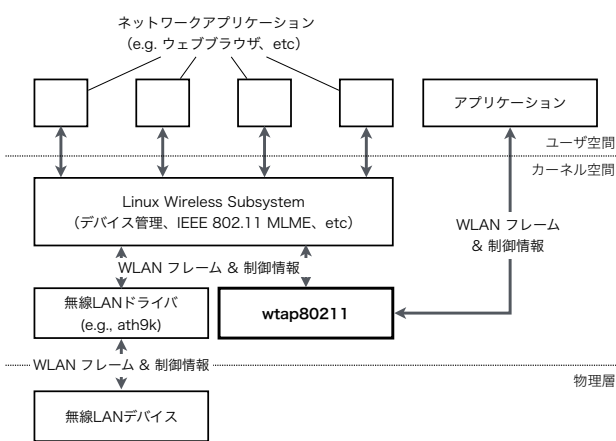 ネットワークアプリケーション
(e.g. ウェブブラウザ、etc)
アプリケーション
ユーザ空間
カーネル空間
Linux Wireless Subsystem
(デバイス管理、IEEE 802.11 MLME、etc)
WLAN フレーム
& 制御情報
WLAN フレーム & 制御情報
無線LANドライバ
(e.g., ath9k)
wtap80211
WLAN フレーム & 制御情報
物理層
無線LANデバイス